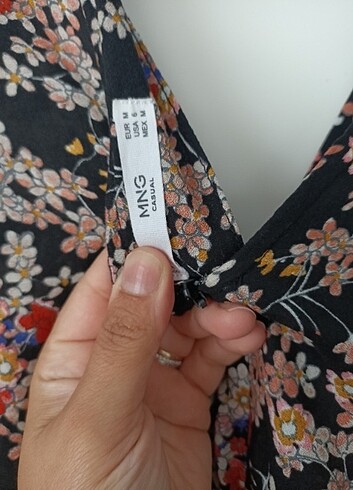 MNG
CASUAL
EUR M
USA 6
MEX M